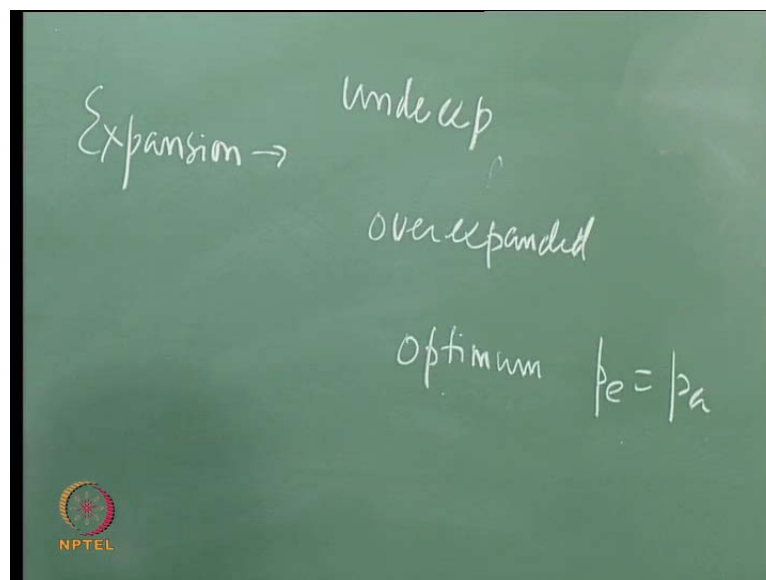 underexp
Expansion →
overexpanded
optimum pe = pa
NPTEL